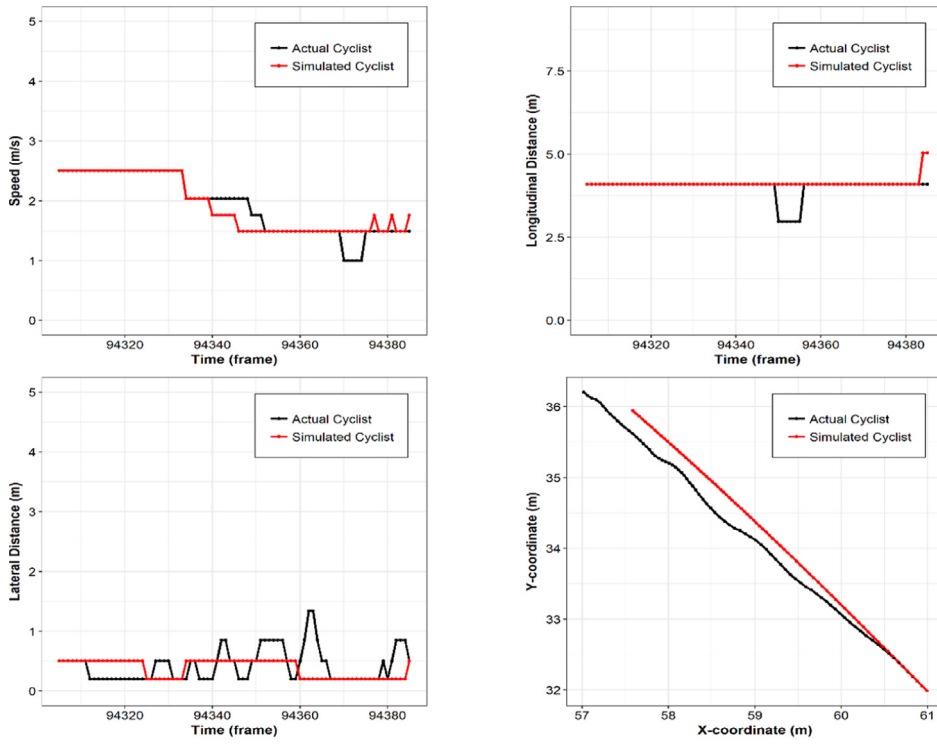 5
4
3
2
1
0
Speed (m/s)
Actual Cyclist
Simulated Cyclist
94320
94340
94360
94380
Time (frame)
7.5
5.0
2.5
0.0
Longitudinal Distance (m)
Actual Cyclist
Simulated Cyclist
94320
94340
94360
94380
Time (frame)
5
4
3
2
1
0
Lateral Distance (m)
Actual Cyclist
Simulated Cyclist
94320
94340
94360
94380
Time (frame)
36
35
34
33
32
Y-coordinate (m)
Actual Cyclist
Simulated Cyclist
57
58
59
60
61
X-coordinate (m)